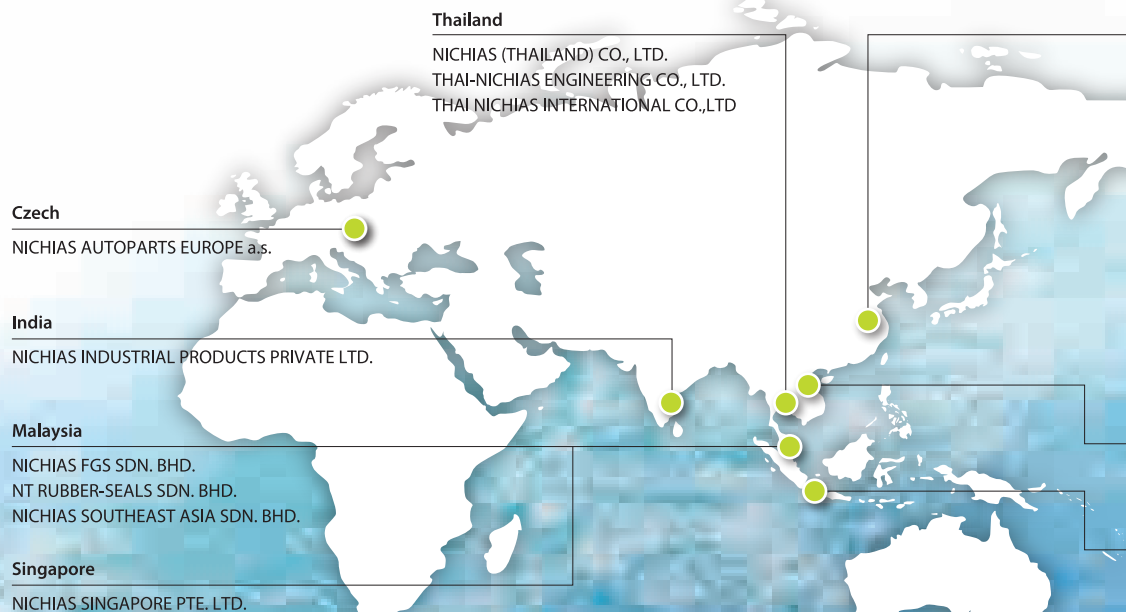 Thailand
NICHIAS (THAILAND) CO., LTD.
THAI-NICHIAS ENGINEERING CO., LTD.
THAI NICHIAS INTERNATIONAL CO.,LTD
Czech
NICHIAS AUTOPARTS EUROPE a.s.
India
NICHIAS INDUSTRIAL PRODUCTS PRIVATE LTD.
Malaysia
NICHIAS FGS SDN. BHD.
NT RUBBER-SEALS SDN. BHD.
NICHIAS SOUTHEAST ASIA SDN. BHD.
Singapore
NICHIAS SINGAPORE PTE. LTD.